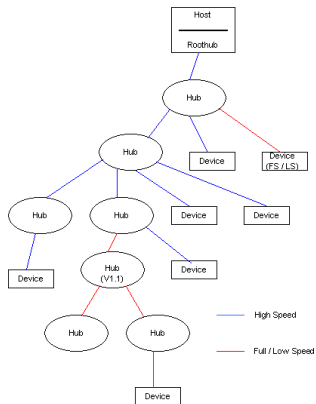 Host
Roothub
Hub
Hub
Device
Device
(FS / LS)
Hub
Hub
Device
Device
Hub
(V1.1)
Device
Device
Hub
Hub
High Speed
Full / Low Speed
Device